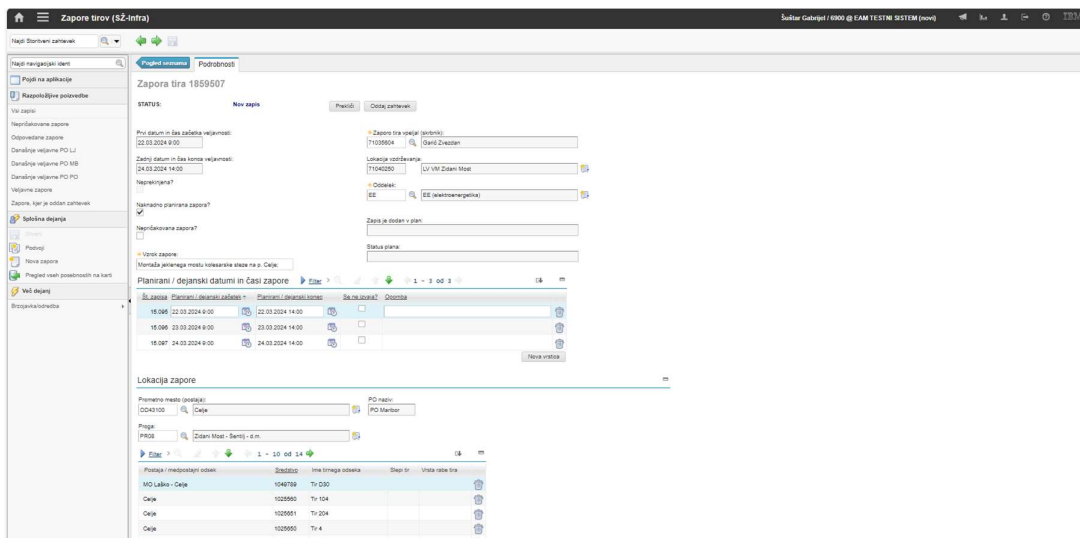 Zapore tirov (SŽ-Infra)
Šuštar Gabrijel / 6900 @ EAM TESTNI SISTEM (novi)
IBM
Najdi Storitveni zahtevek
Najdi navigacijski ident
Pojdi na aplikacije
Razpoložljive poizvedbe
Vsi zapisi
Nepričakovane zapore
Odpovedane zapore
Današnje veljavne PO LJ
Današnje veljavne PO MB
Današnje veljavne PO PO
Veljavne zapore
Zapore, kjer je oddan zahtevek
Splošna dejanja
Podvoji
Nova zapora
Pregled vseh posebnostih na karti
Več dejanj
Brzojavka/odredba
Pogled seznama
Podrobnosti
Zapora tira 1859507
STATUS: Nov zapis
Prekliči
Oddaj zahtevek
Prvi datum in čas začetka veljavnosti:
22.03.2024 9:00
Zadnji datum in čas konca veljavnosti:
24.03.2024 14:00
Neprekinjena?
Naknadno planirana zapora?
Nepričakovana zapora?
Vzrok zapore:
Montaža jeklenega mostu kolesarske steze na p. Celje;
Zaporo tira vpeljal (skrbnik):
71035604 Garić Zvezdan
Lokacija vzdrževanja:
71040250 LV VM Zidani Most
Oddelek:
EE EE (elektroenergetika)
Zapis je dodan v plan:
Status plana:
Planirani / dejanski datumi in časi zapore Filter 1 - 3 od 3
Št. zapisa Planirani / dejanski začetek Planirani / dejanski konec Se ne izvaja? Opomba
15.095 22.03.2024 9:00 22.03.2024 14:00
15.096 23.03.2024 9:00 23.03.2024 14:00
15.097 24.03.2024 9:00 24.03.2024 14:00
Nova vrstica
Lokacija zapore
Prometno mesto (postaja): PO naziv:
OD43100 Celje PO Maribor
Proga:
PR08 Zidani Most - Šentilj - d.m.
Filter 1 - 10 od 14
Postaja / medpostajni odsek Sredstvo Ime tirnega odseka Slepi tir Vrsta rabe tira
MO Laško - Celje 1049789 Tir D30
Celje 1025560 Tir 104
Celje 1025651 Tir 204
Celje 1025650 Tir 4